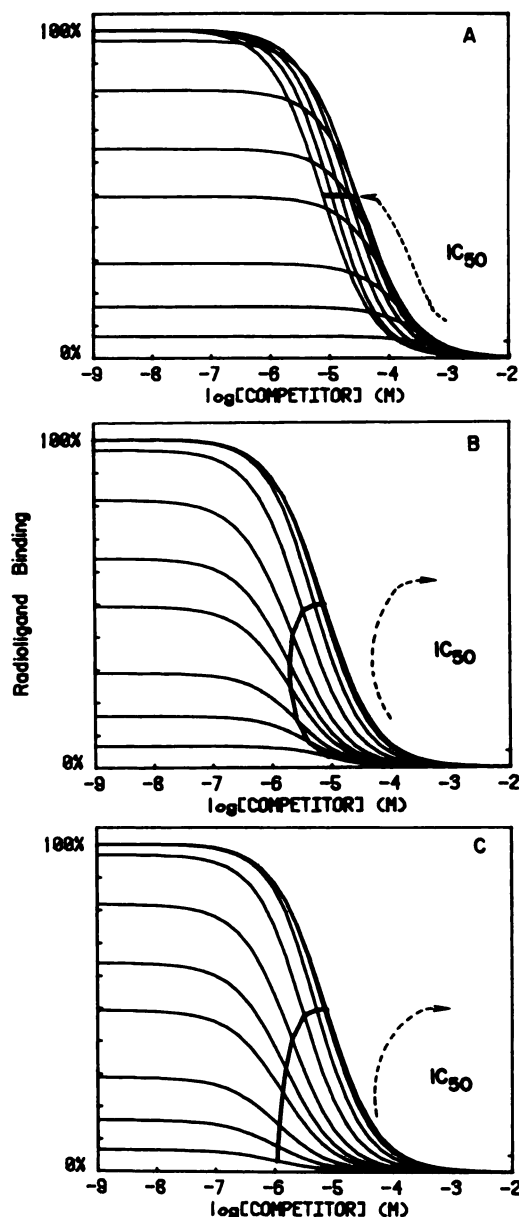 A
100%
IC50
0%
-9 -8 -7 -6 -5 -4 -3 -2
log[COMPETITOR] (M)
B
100%
Radioligand Binding
IC50
0%
-9 -8 -7 -6 -5 -4 -3 -2
log[COMPETITOR] (M)
C
100%
IC50
0%
-9 -8 -7 -6 -5 -4 -3 -2
log[COMPETITOR] (M)